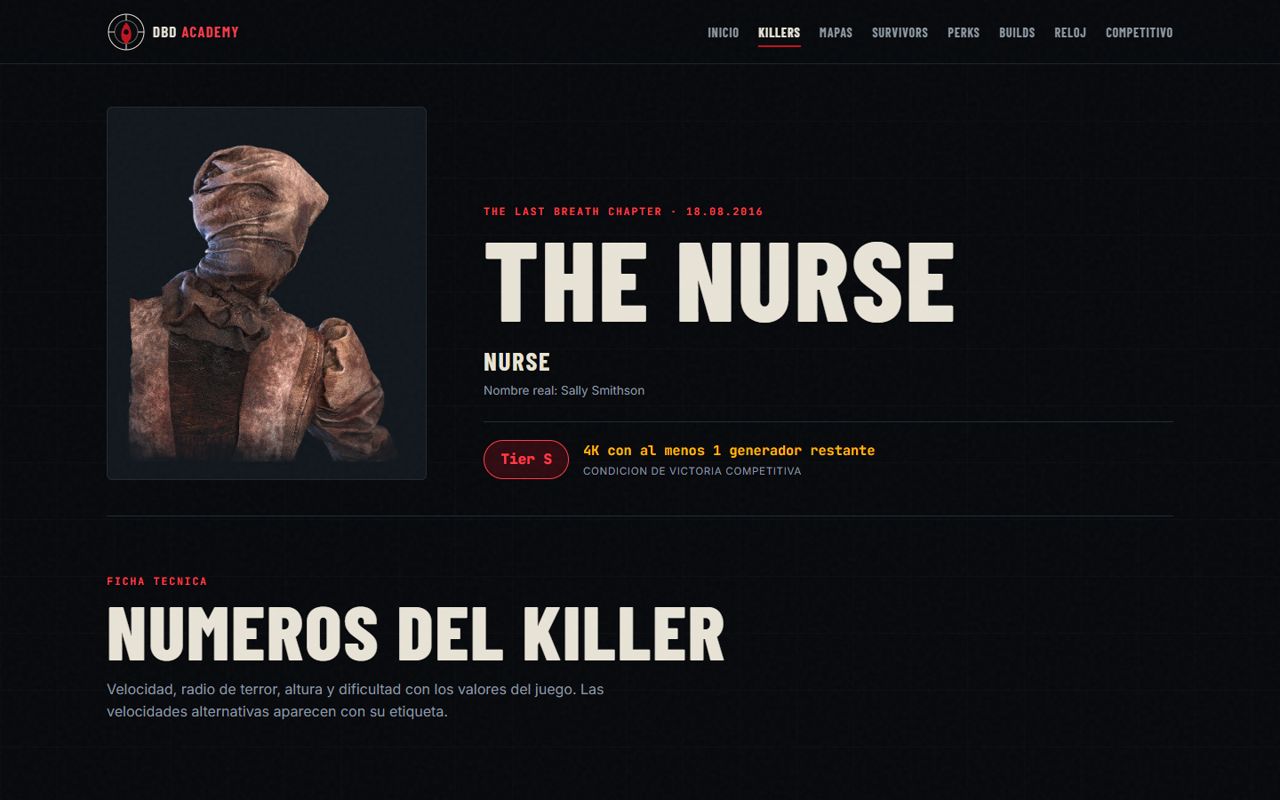 DBD ACADEMY
INICIO KILLERS MAPAS SURVIVORS PERKS BUILDS RELOJ COMPETITIVO
THE LAST BREATH CHAPTER · 18.08.2016
THE NURSE
NURSE
Nombre real: Sally Smithson
Tier S
4K con al menos 1 generador restante
CONDICION DE VICTORIA COMPETITIVA
FICHA TECNICA
NUMEROS DEL KILLER
Velocidad, radio de terror, altura y dificultad con los valores del juego. Las
velocidades alternativas aparecen con su etiqueta.